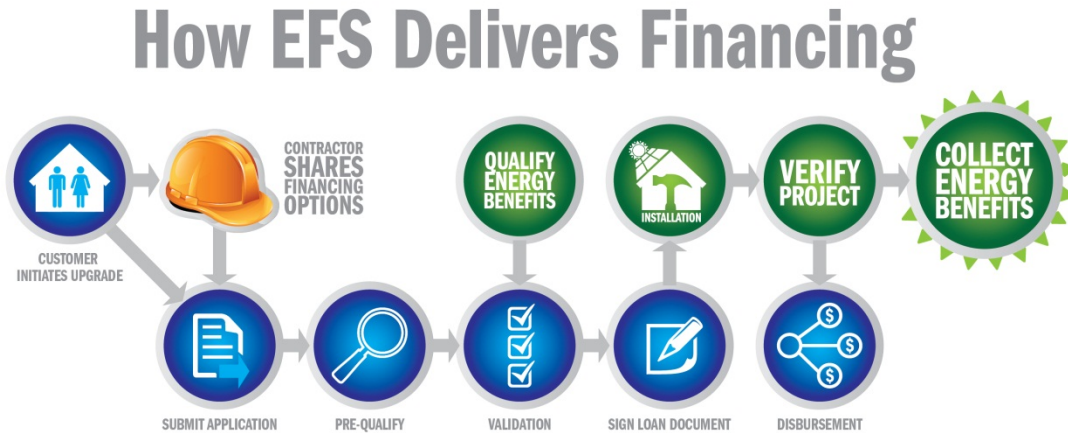 How EFS Delivers Financing
CONTRACTOR
SHARES
FINANCING
OPTIONS
QUALIFY
ENERGY
BENEFITS
INSTALLATION
VERIFY
PROJECT
COLLECT
ENERGY
BENEFITS
CUSTOMER
INITIATES UPGRADE
$
$
$
SUBMIT APPLICATION
PRE-QUALIFY
VALIDATION
SIGN LOAN DOCUMENT
DISBURSEMENT